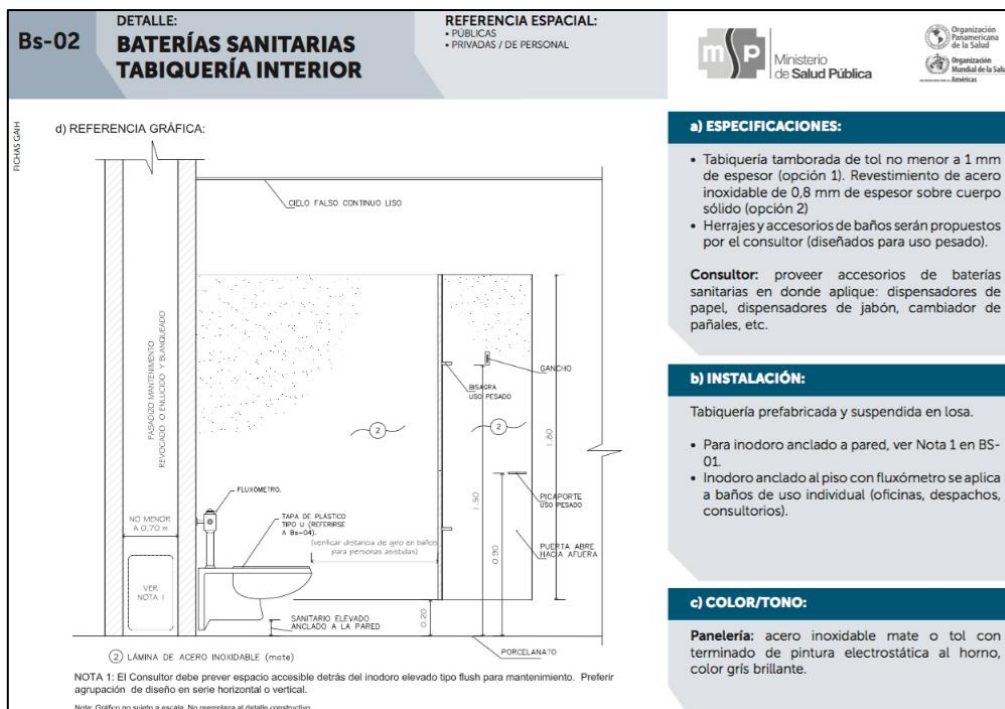 Bs-02
DETALLE:
BATERÍAS SANITARIAS
TABIQUERÍA INTERIOR
REFERENCIA ESPACIAL:
• PÚBLICAS
• PRIVADAS / DE PERSONAL
msp
Ministerio
de Salud Pública
Organización
Panamericana
de la Salud
Organización
Mundial de la Salu
Américas
FICHAS GAIH
d) REFERENCIA GRÁFICA:
CIELO FALSO CONTINUO LISO
PASADIZO MANTENIMIENTO
REVOCADO O ENLUCIDO Y BLANQUEADO
GANCHO
BISAGRA
USO PESADO
2
2
1.80
1.50
0.90
PICAPORTE
USO PESADO
FLUXÓMETRO.
TAPA DE PLÁSTICO
TIPO U (REFERIRSE
A Bs-04).
(verificar distancia de giro en baños
para personas asistidas)
NO MENOR
A 0,70 m
PUERTA ABRE
HACIA AFUERA
VER
NOTA 1
SANITARIO ELEVADO
ANCLADO A LA PARED
0.20
PORCELANATO
2 LÁMINA DE ACERO INOXIDABLE (mate)
NOTA 1: El Consultor debe prever espacio accesible detrás del inodoro elevado tipo flush para mantenimiento. Preferir
agrupación de diseño en serie horizontal o vertical.
Nota: Gráfico no sujeto a escala. No reemplaza al detalle constructivo.
a) ESPECIFICACIONES:
• Tabiquería tamborada de tol no menor a 1 mm
de espesor (opción 1). Revestimiento de acero
inoxidable de 0,8 mm de espesor sobre cuerpo
sólido (opción 2)
• Herrajes y accesorios de baños serán propuestos
por el consultor (diseñados para uso pesado).
Consultor: proveer accesorios de baterías
sanitarias en donde aplique: dispensadores de
papel, dispensadores de jabón, cambiador de
pañales, etc.
b) INSTALACIÓN:
Tabiquería prefabricada y suspendida en losa.
• Para inodoro anclado a pared, ver Nota 1 en BS-
01.
• Inodoro anclado al piso con fluxómetro se aplica
a baños de uso individual (oficinas, despachos,
consultorios).
c) COLOR/TONO:
Panelería: acero inoxidable mate o tol con
terminado de pintura electrostática al horno,
color gris brillante.